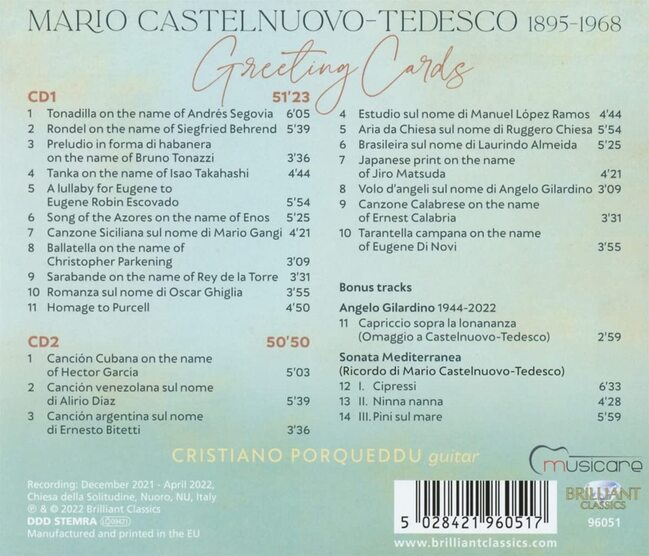 MARIO CASTELNUOVO-TEDESCO 1895-1968
Greeting Cards
CD1 51'23
1 Tonadilla on the name of Andrés Segovia 6'05
2 Rondel on the name of Siegfried Behrend 5'39
3 Preludio in forma di habanera
on the name of Bruno Tonazzi 3'36
4 Tanka on the name of Isao Takahashi 4'44
5 A lullaby for Eugene to
Eugene Robin Escovado 5'54
6 Song of the Azores on the name of Enos 5'25
7 Canzone Siciliana sul nome di Mario Gangi 4'21
8 Ballatella on the name of
Christopher Parkening 3'09
9 Sarabande on the name of Rey de la Torre 3'31
10 Romanza sul nome di Oscar Ghiglia 3'55
11 Homage to Purcell 4'50
CD2 50'50
1 Canción Cubana on the name
of Hector Garcia 5'03
2 Canción venezolana sul nome
di Alirio Diaz 5'39
3 Canción argentina sul nome
di Ernesto Bitetti 3'36
4 Estudio sul nome di Manuel López Ramos 4'44
5 Aria da Chiesa sul nome di Ruggero Chiesa 5'54
6 Brasileira sul nome di Laurindo Almeida 5'25
7 Japanese print on the name
of Jiro Matsuda 4'21
8 Volo d'angeli sul nome di Angelo Gilardino 3'09
9 Canzone Calabrese on the name
of Ernest Calabria 3'31
10 Tarantella campana on the name
of Eugene Di Novi 3'55
Bonus tracks
Angelo Gilardino 1944-2022
11 Capriccio sopra la lonananza
(Omaggio a Castelnuovo-Tedesco) 2'59
Sonata Mediterranea
(Ricordo di Mario Castelnuovo-Tedesco)
12 I. Cipressi 6'33
13 II. Ninna nanna 4'28
14 III. Pini sul mare 5'59
CRISTIANO PORQUEDDU guitar
musicare
Recording: December 2021 - April 2022,
Chiesa della Solitudine, Nuoro, NU, Italy
℗ & © 2022 Brilliant Classics
DDD STEMRA
Manufactured and printed in the EU
5 028421 960517
BRILLIANT
CLASSICS
96051
www.brilliantclassics.com